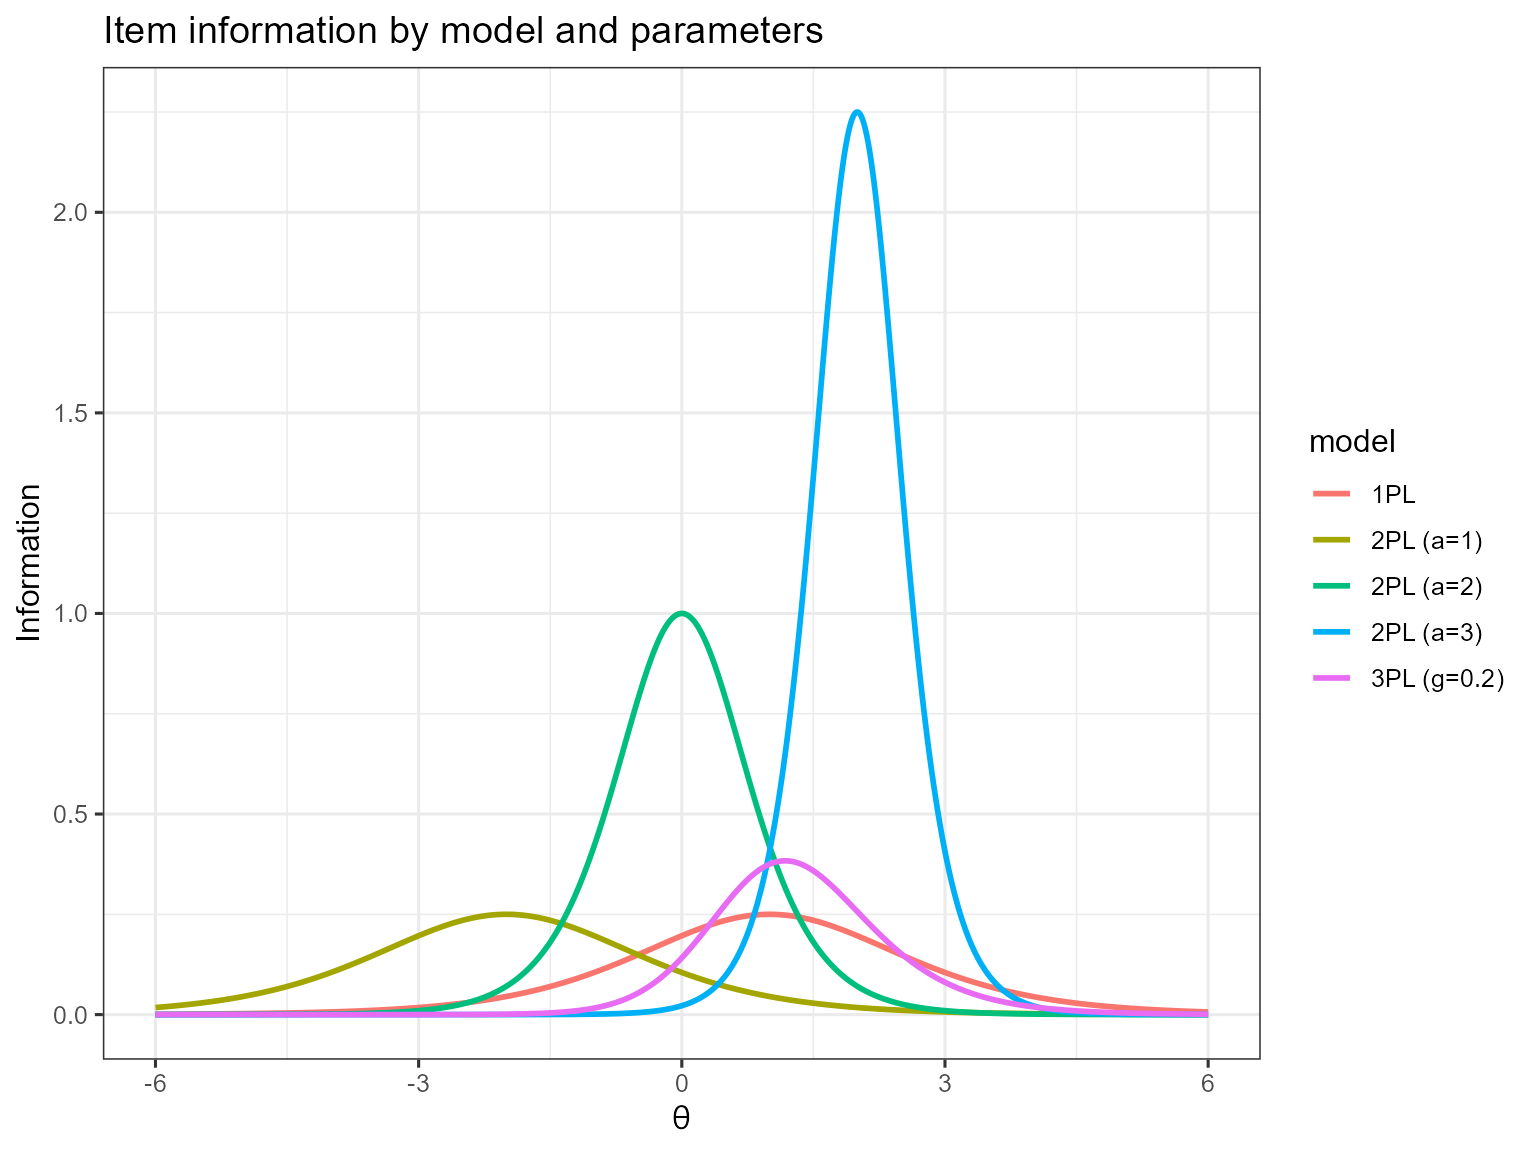 Item information by model and parameters
Information
2.0
1.5
1.0
0.5
0.0
-6
-3
0
3
6
θ
model
1PL
2PL (a=1)
2PL (a=2)
2PL (a=3)
3PL (g=0.2)